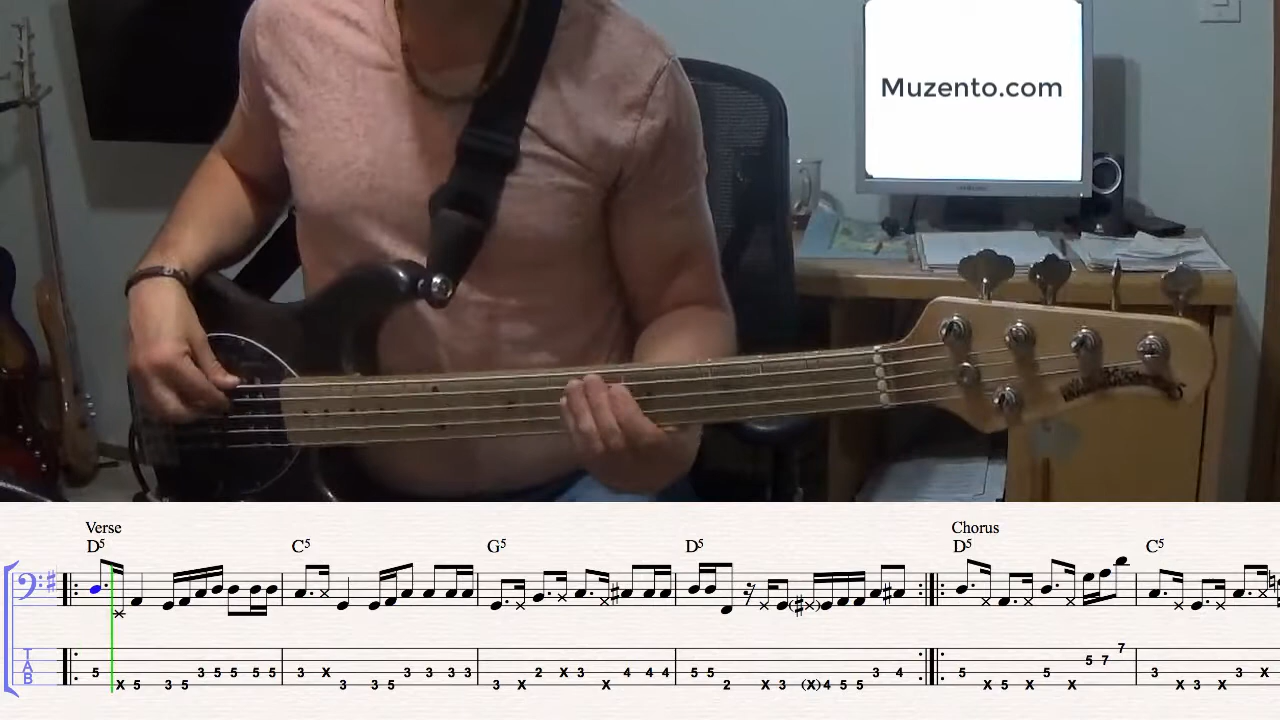 Muzento.com
Verse Chorus
D5 C5 G5 D5 D5 C5
T 7
5 7
A 5 3 5 5 5 5 3 X 3 3 3 3 2 X 3 4 4 4 5 5 3 4 5 5 3 3 X
B X 5 3 5 3 3 5 3 X X 2 X 3 (X) 4 5 5 X 5 X X X 3 X